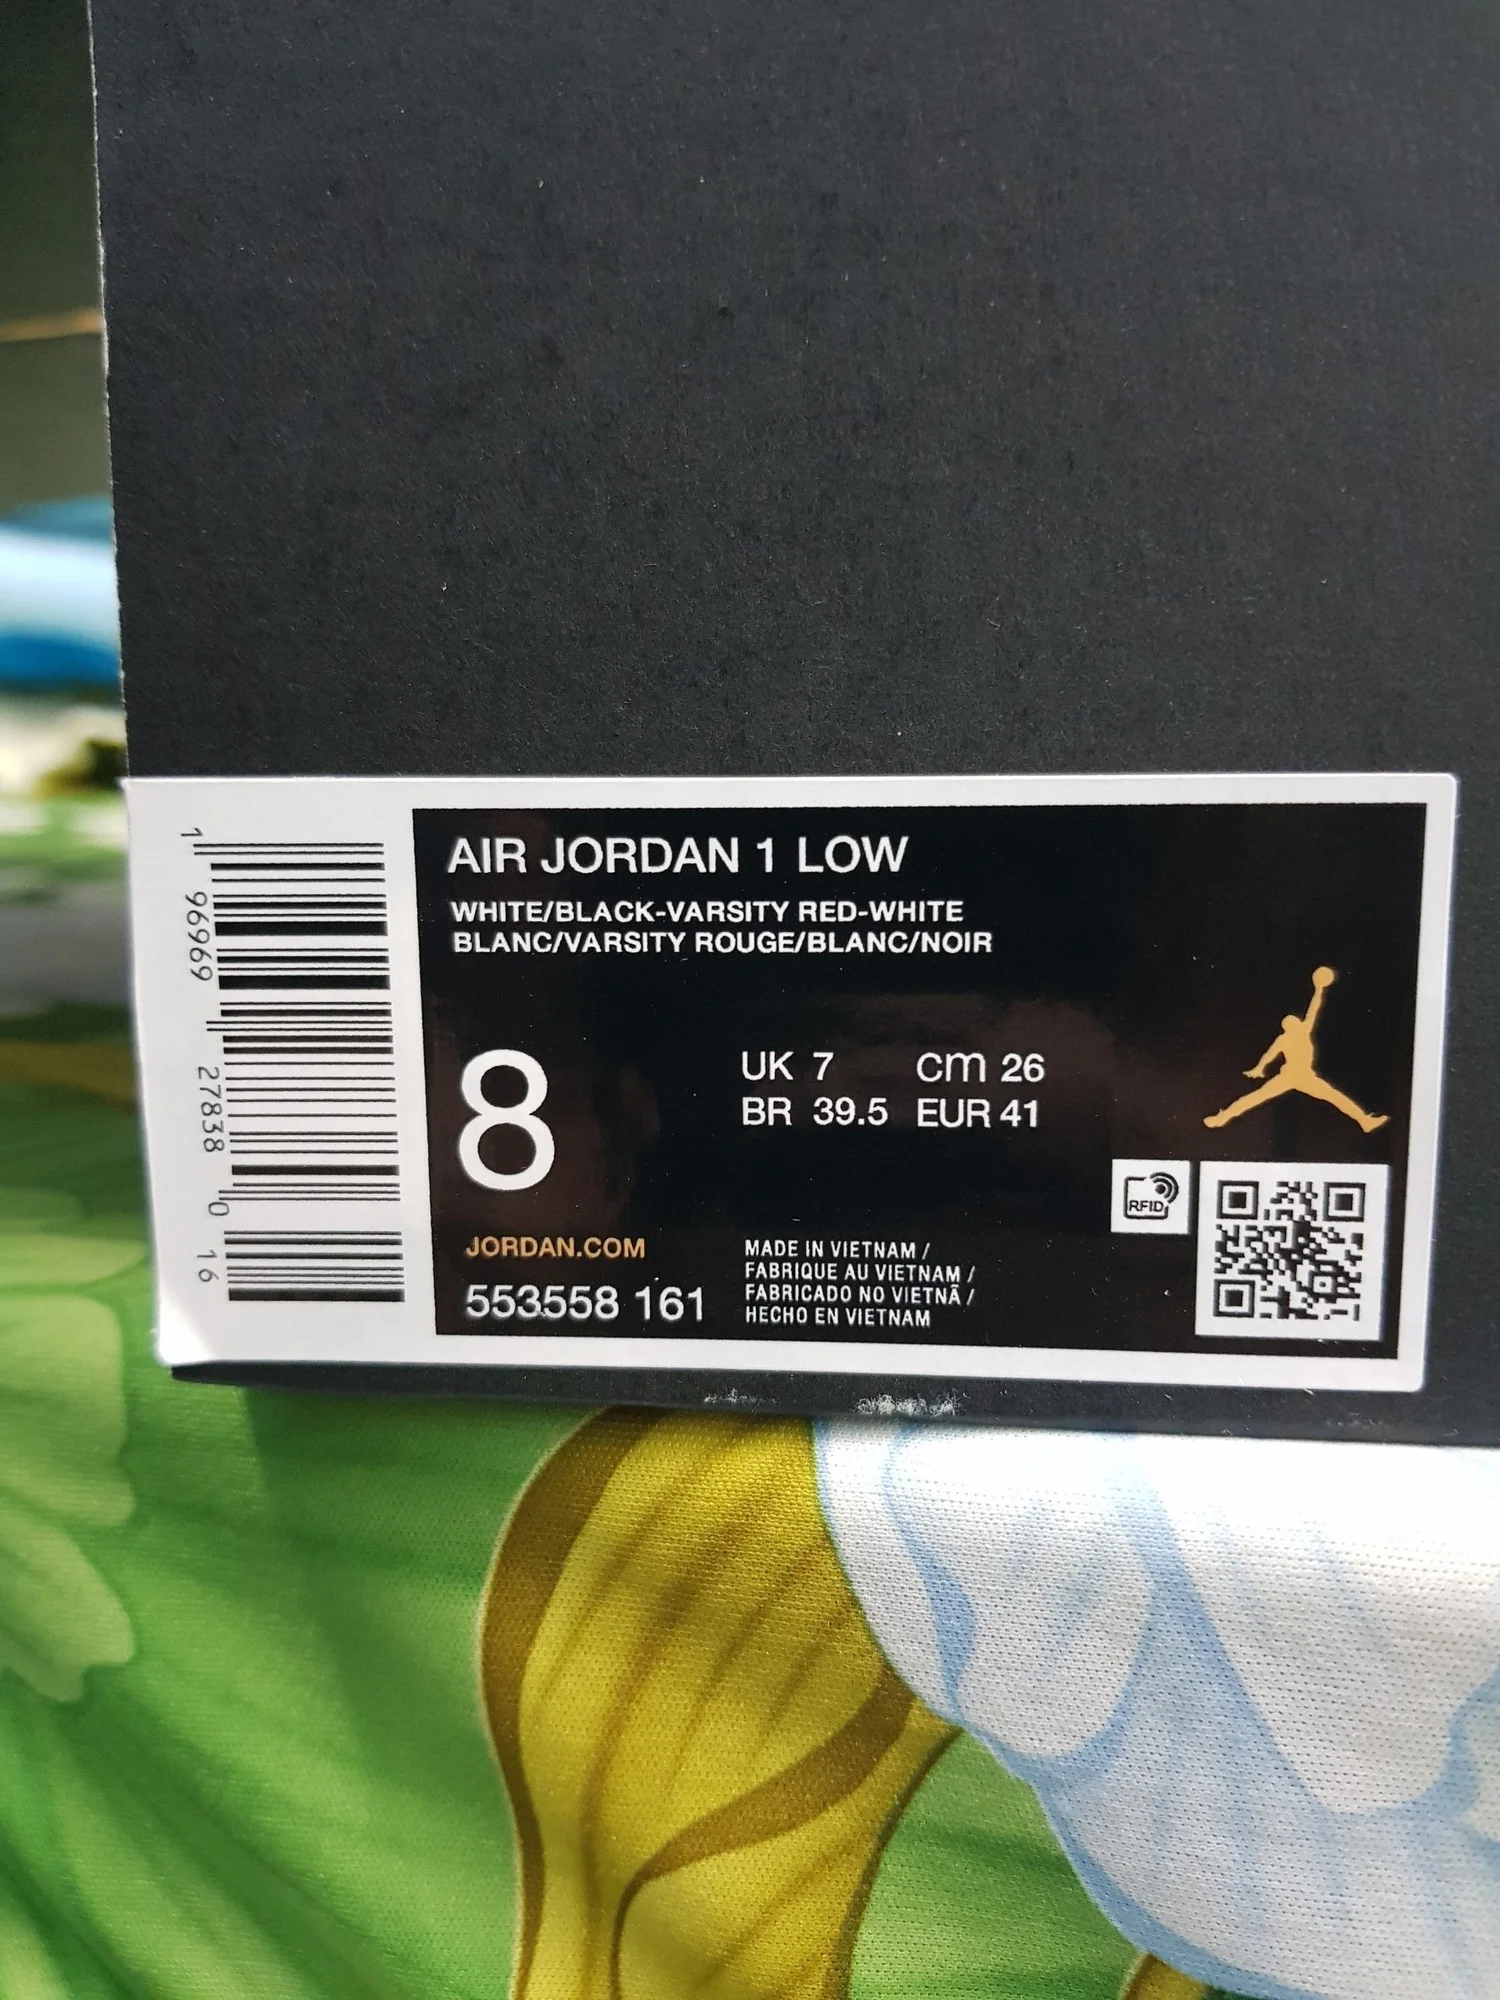 AIR JORDAN 1 LOW
WHITE/BLACK-VARSITY RED-WHITE
BLANC/VARSITY ROUGE/BLANC/NOIR
8
UK 7 cm 26
BR 39.5 EUR 41
RFID
JORDAN.COM
553558 161
MADE IN VIETNAM /
FABRIQUE AU VIETNAM /
FABRICADO NO VIETNÃ /
HECHO EN VIETNAM
1 96969 27838 0 16